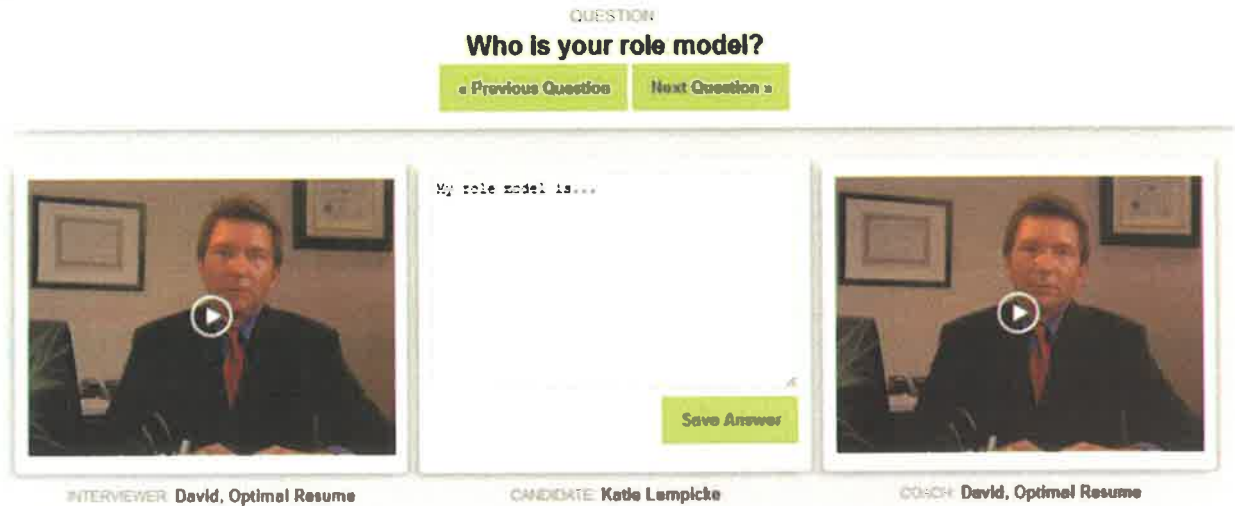 QUESTION
Who is your role model?
« Previous Question
Next Question »
My role model is...
Save Answer
INTERVIEWER: David, Optimal Resume
CANDIDATE: Katie Lempicke
COACH: David, Optimal Resume